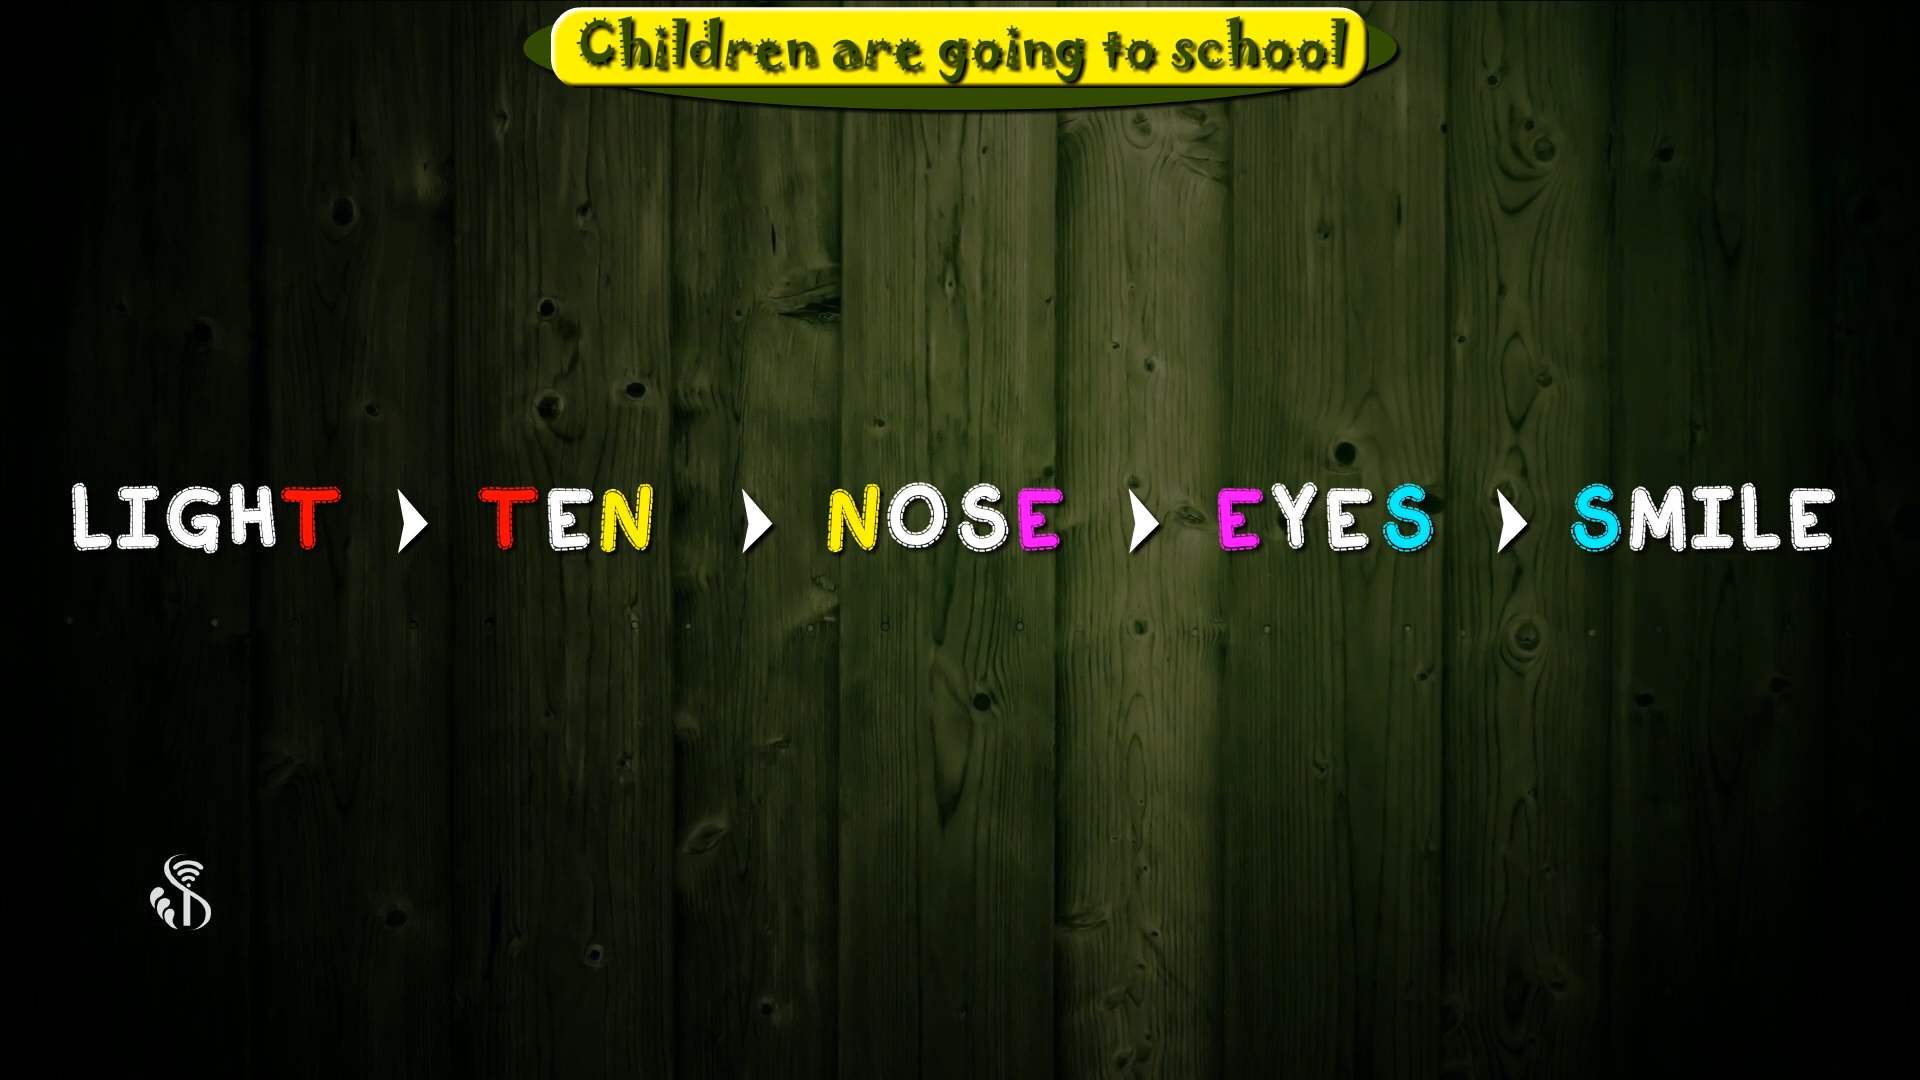 Children are going to school
LIGHT > TEN > NOSE > EYES > SMILE